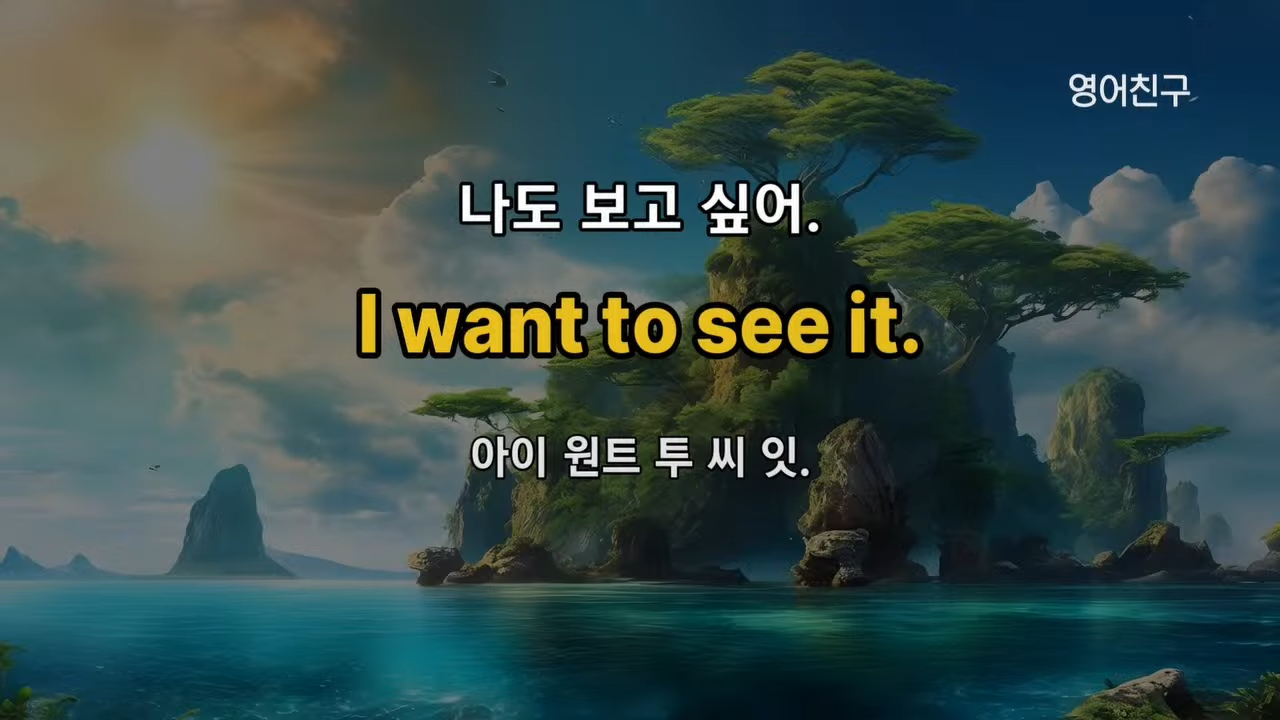 영어친구
나도 보고 싶어.
I want to see it.
아이 원트 투 씨 잇.